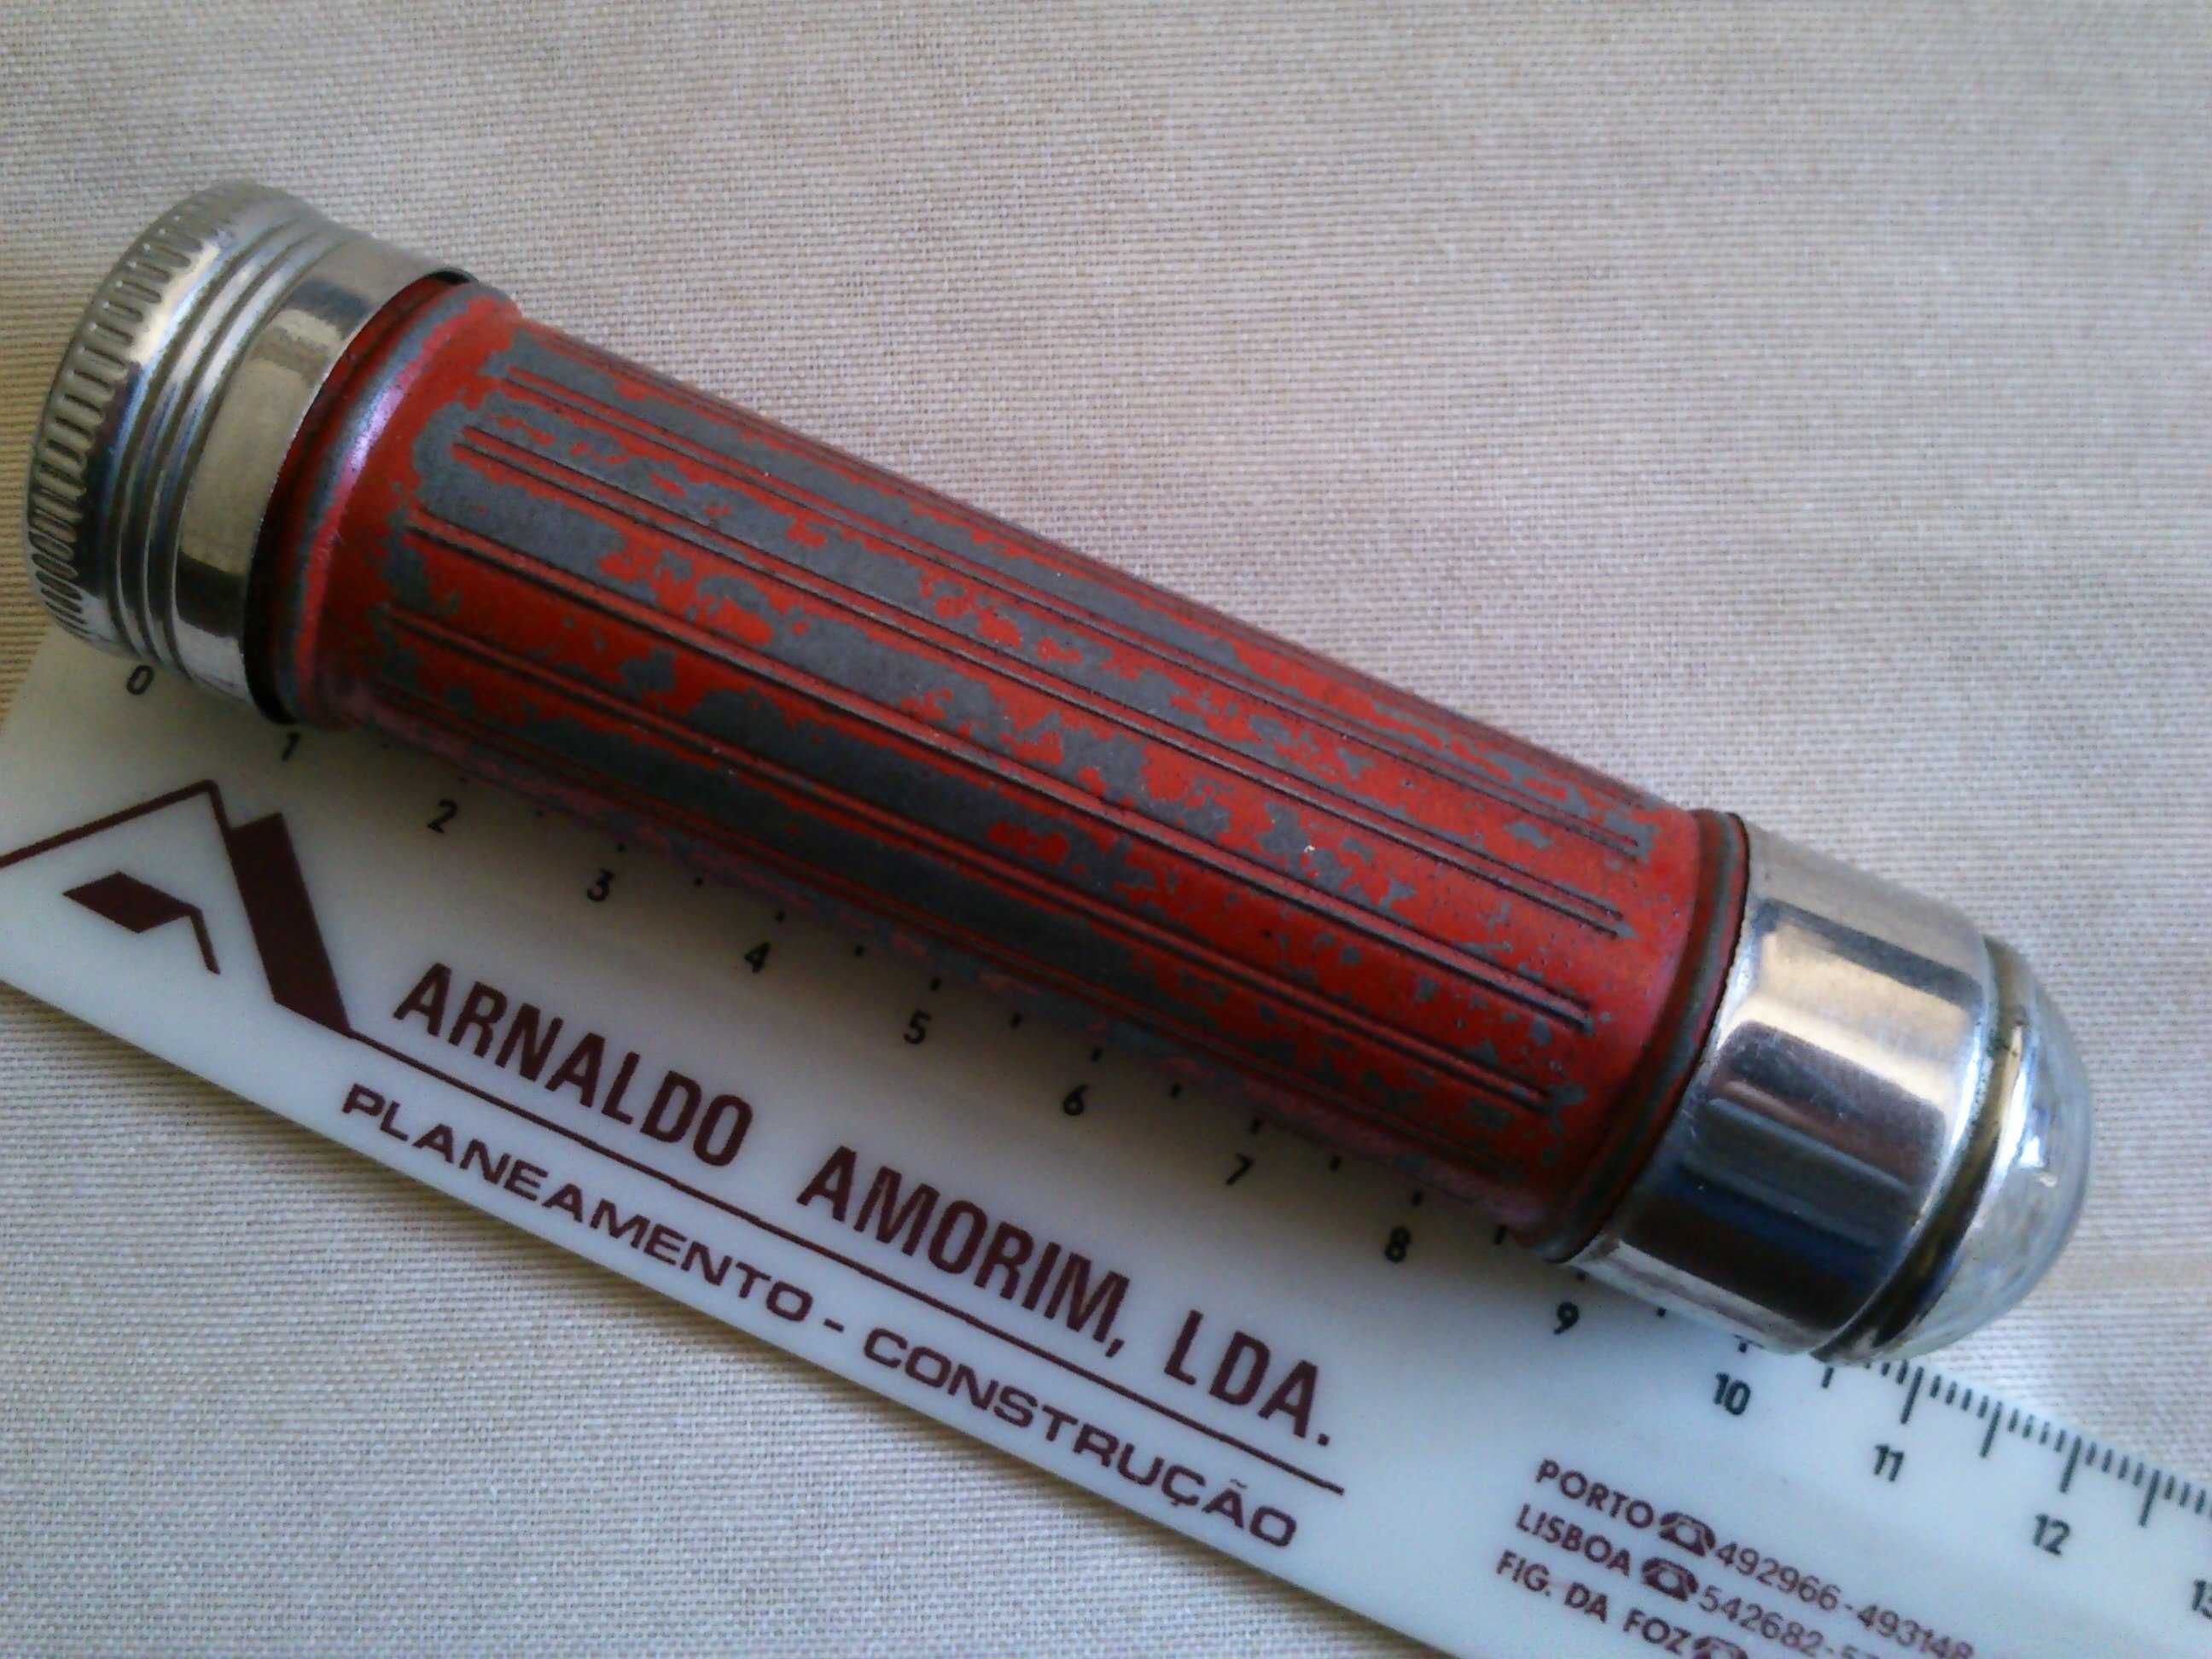 0 1 2 3 4 5 6 7 8 9 10 11 12
ARNALDO AMORIM, LDA.
PLANEAMENTO - CONSTRUÇÃO
PORTO ☎ 492966-493148
LISBOA ☎ 542682-
FIG. DA FOZ ☎